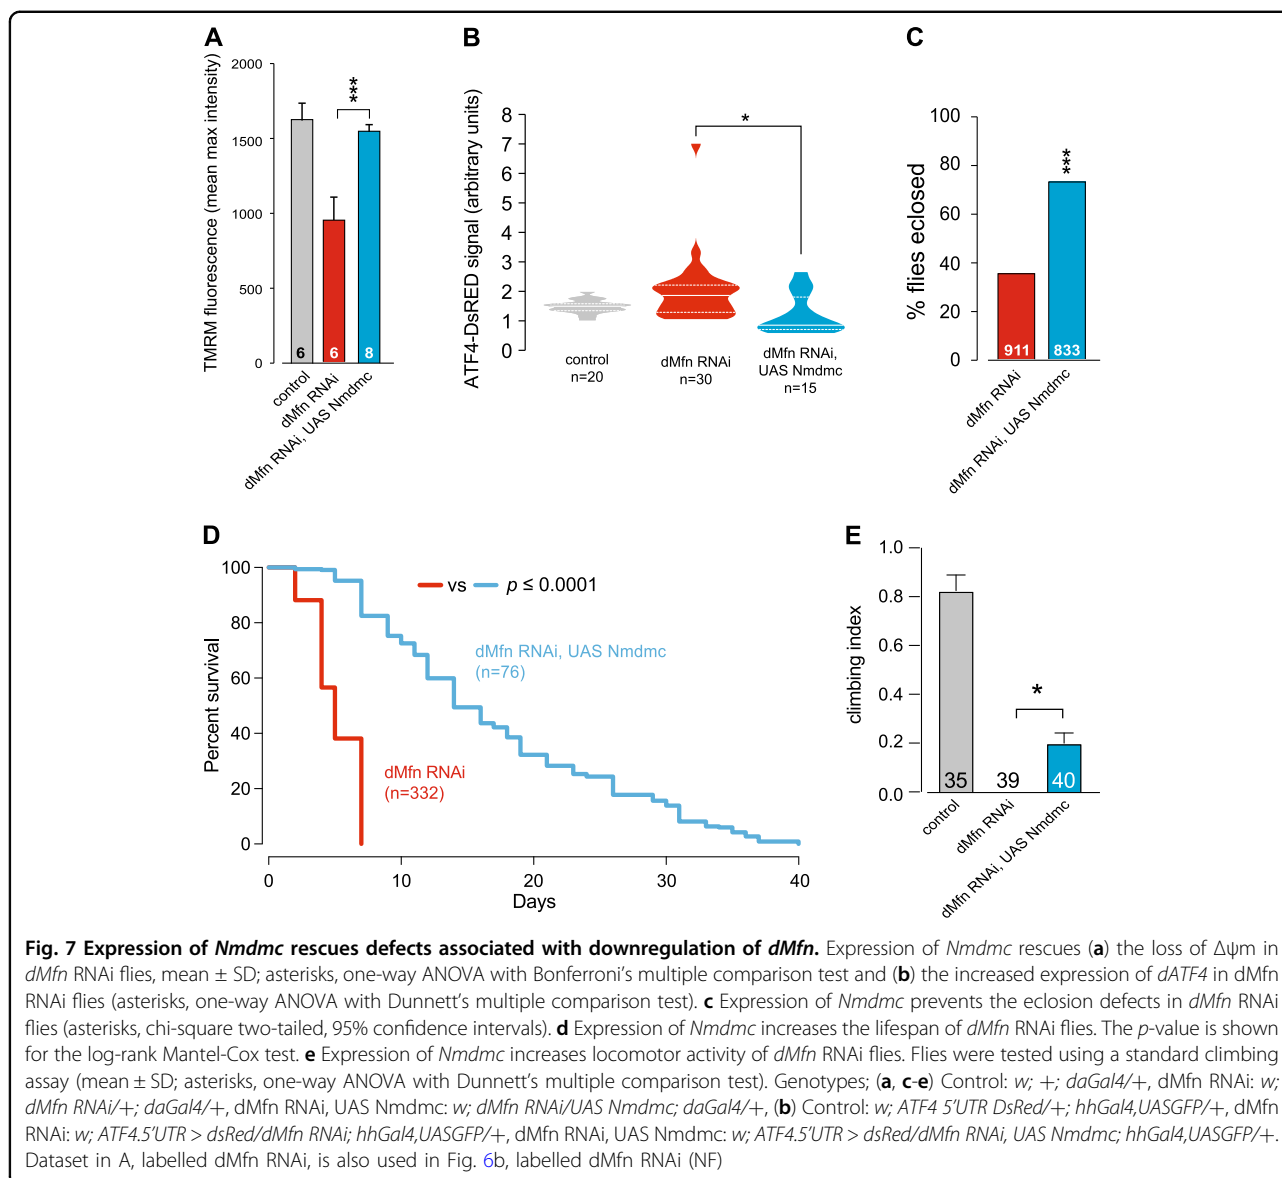 A
TMRM fluorescence (mean max intensity)
2000
1500
1000
500
0
***
6
6
8
control
dMfn RNAi
dMfn RNAi, UAS Nmdmc
B
ATF4-DsRED signal (arbitrary units)
8
7
6
5
4
3
2
1
0
*
control
n=20
dMfn RNAi
n=30
dMfn RNAi,
UAS Nmdmc
n=15
C
% flies eclosed
100
80
60
40
20
0
***
911
833
dMfn RNAi
dMfn RNAi, UAS Nmdmc
D
Percent survival
100
80
60
40
20
0
vs p ≤ 0.0001
dMfn RNAi, UAS Nmdmc
(n=76)
dMfn RNAi
(n=332)
0 10 20 30 40
Days
E
climbing index
1.0
0.8
0.6
0.4
0.2
0.0
*
35
39
40
control
dMfn RNAi
dMfn RNAi, UAS Nmdmc
Fig. 7 Expression of Nmdmc rescues defects associated with downregulation of dMfn. Expression of Nmdmc rescues (a) the loss of Δψm in
dMfn RNAi flies, mean ± SD; asterisks, one-way ANOVA with Bonferroni's multiple comparison test and (b) the increased expression of dATF4 in dMfn
RNAi flies (asterisks, one-way ANOVA with Dunnett's multiple comparison test). c Expression of Nmdmc prevents the eclosion defects in dMfn RNAi
flies (asterisks, chi-square two-tailed, 95% confidence intervals). d Expression of Nmdmc increases the lifespan of dMfn RNAi flies. The p-value is shown
for the log-rank Mantel-Cox test. e Expression of Nmdmc increases locomotor activity of dMfn RNAi flies. Flies were tested using a standard climbing
assay (mean ± SD; asterisks, one-way ANOVA with Dunnett's multiple comparison test). Genotypes; (a, c-e) Control: w; +; daGal4/+, dMfn RNAi: w;
dMfn RNAi/+; daGal4/+, dMfn RNAi, UAS Nmdmc: w; dMfn RNAi/UAS Nmdmc; daGal4/+, (b) Control: w; ATF4 5'UTR DsRed/+; hhGal4,UASGFP/+, dMfn
RNAi: w; ATF4.5'UTR > dsRed/dMfn RNAi; hhGal4,UASGFP/+, dMfn RNAi, UAS Nmdmc: w; ATF4.5'UTR > dsRed/dMfn RNAi, UAS Nmdmc; hhGal4,UASGFP/+.
Dataset in A, labelled dMfn RNAi, is also used in Fig. 6b, labelled dMfn RNAi (NF)